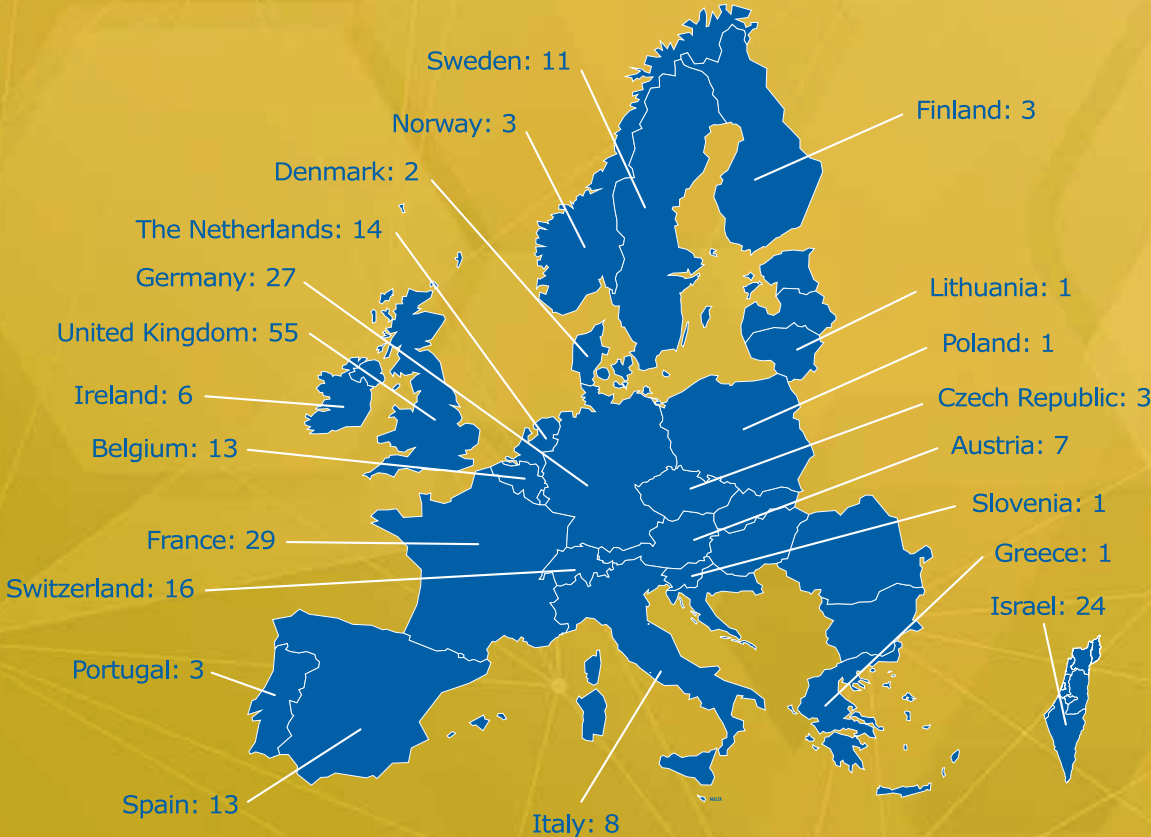 Sweden: 11
Norway: 3
Finland: 3
Denmark: 2
The Netherlands: 14
Germany: 27
Lithuania: 1
United Kingdom: 55
Poland: 1
Ireland: 6
Czech Republic: 3
Belgium: 13
Austria: 7
Slovenia: 1
France: 29
Greece: 1
Switzerland: 16
Israel: 24
Portugal: 3
Spain: 13
Italy: 8
MALTA